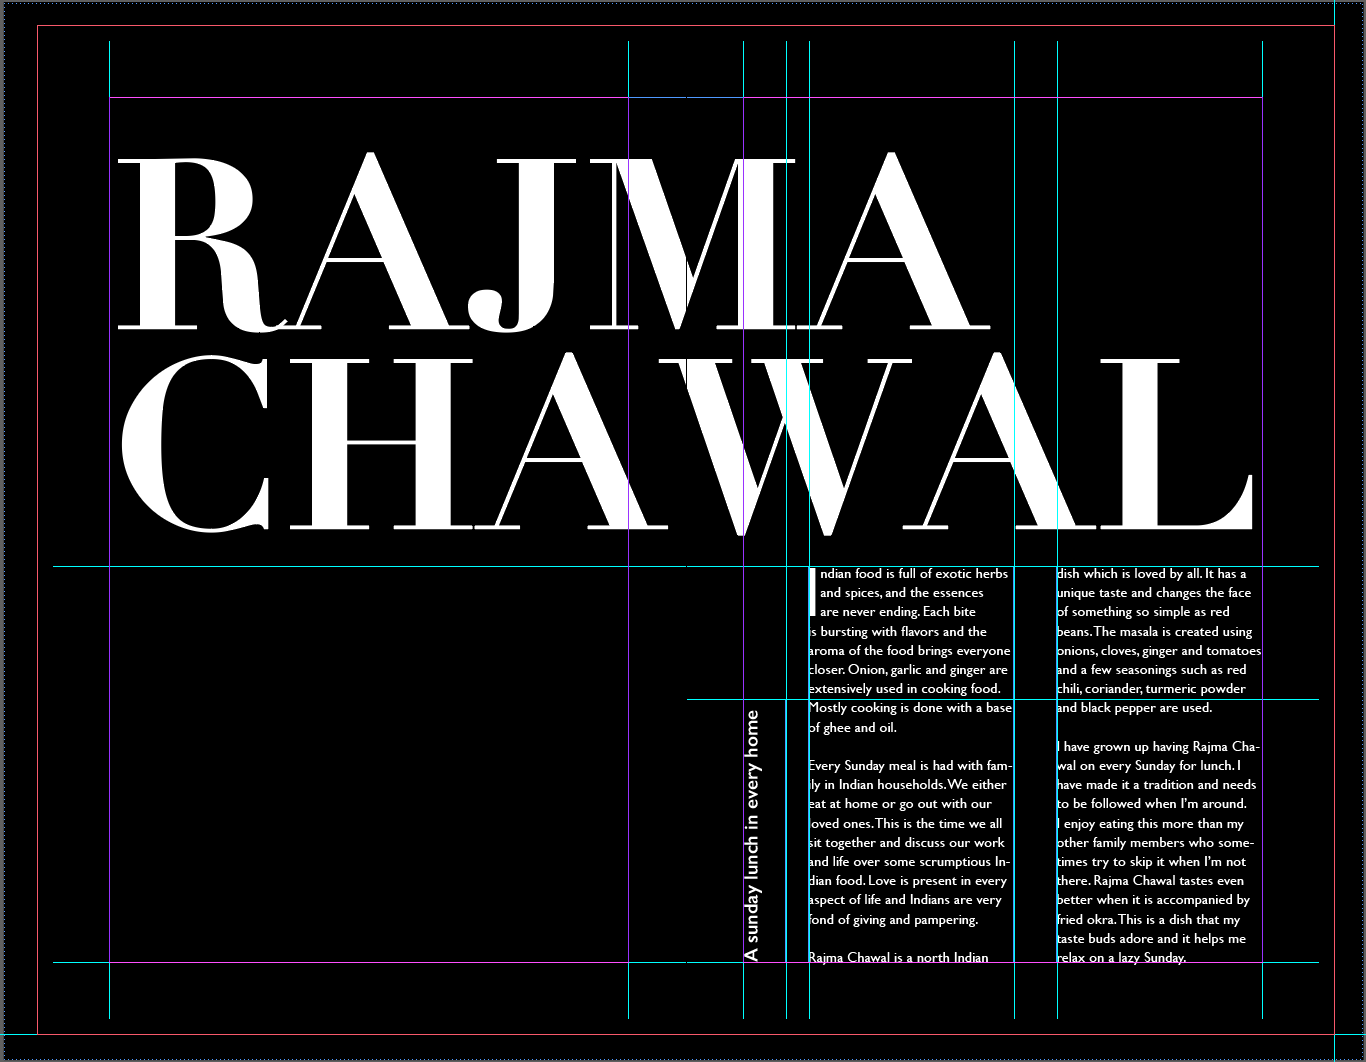 RAJMA
CHAWAL
A sunday lunch in every home
Indian food is full of exotic herbs
and spices, and the essences
are never ending. Each bite
is bursting with flavors and the
aroma of the food brings everyone
closer. Onion, garlic and ginger are
extensively used in cooking food.
Mostly cooking is done with a base
of ghee and oil.
Every Sunday meal is had with fam-
ily in Indian households. We either
eat at home or go out with our
loved ones. This is the time we all
sit together and discuss our work
and life over some scrumptious In-
dian food. Love is present in every
aspect of life and Indians are very
fond of giving and pampering.
Rajma Chawal is a north Indian
dish which is loved by all. It has a
unique taste and changes the face
of something so simple as red
beans. The masala is created using
onions, cloves, ginger and tomatoes
and a few seasonings such as red
chili, coriander, turmeric powder
and black pepper are used.
I have grown up having Rajma Cha-
wal on every Sunday for lunch. I
have made it a tradition and needs
to be followed when I'm around.
I enjoy eating this more than my
other family members who some-
times try to skip it when I'm not
there. Rajma Chawal tastes even
better when it is accompanied by
fried okra. This is a dish that my
taste buds adore and it helps me
relax on a lazy Sunday.